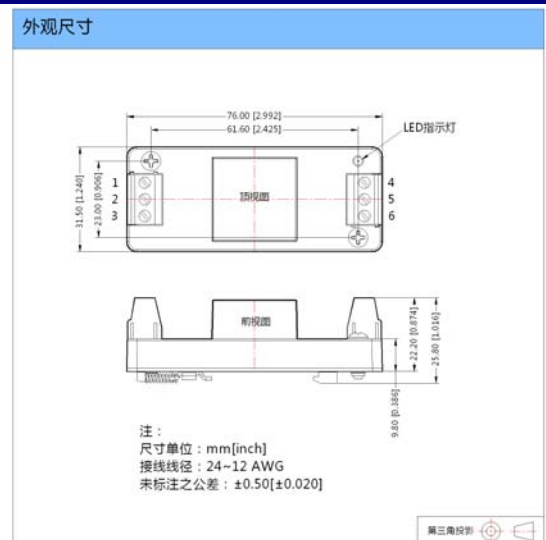 外观尺寸
76.00 [2.992]
61.60 [2.425]
LED指示灯
31.50 [1.240]
23.00 [0.906]
1
2
3
顶视图
4
5
6
前视图
22.20 [0.874]
25.80 [1.016]
9.80 [0.386]
注：
尺寸单位：mm[inch]
接线线径：24~12 AWG
未标注之公差：±0.50[±0.020]
第三角投影